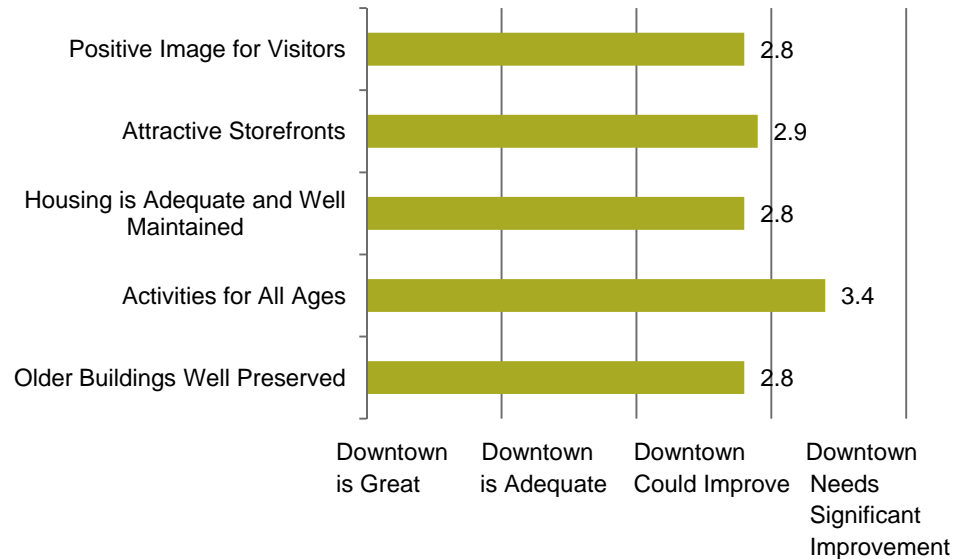 Positive Image for Visitors
2.8
Attractive Storefronts
2.9
Housing is Adequate and Well
Maintained
2.8
Activities for All Ages
3.4
Older Buildings Well Preserved
2.8
Downtown
is Great
Downtown
is Adequate
Downtown
Could Improve
Downtown
Needs
Significant
Improvement